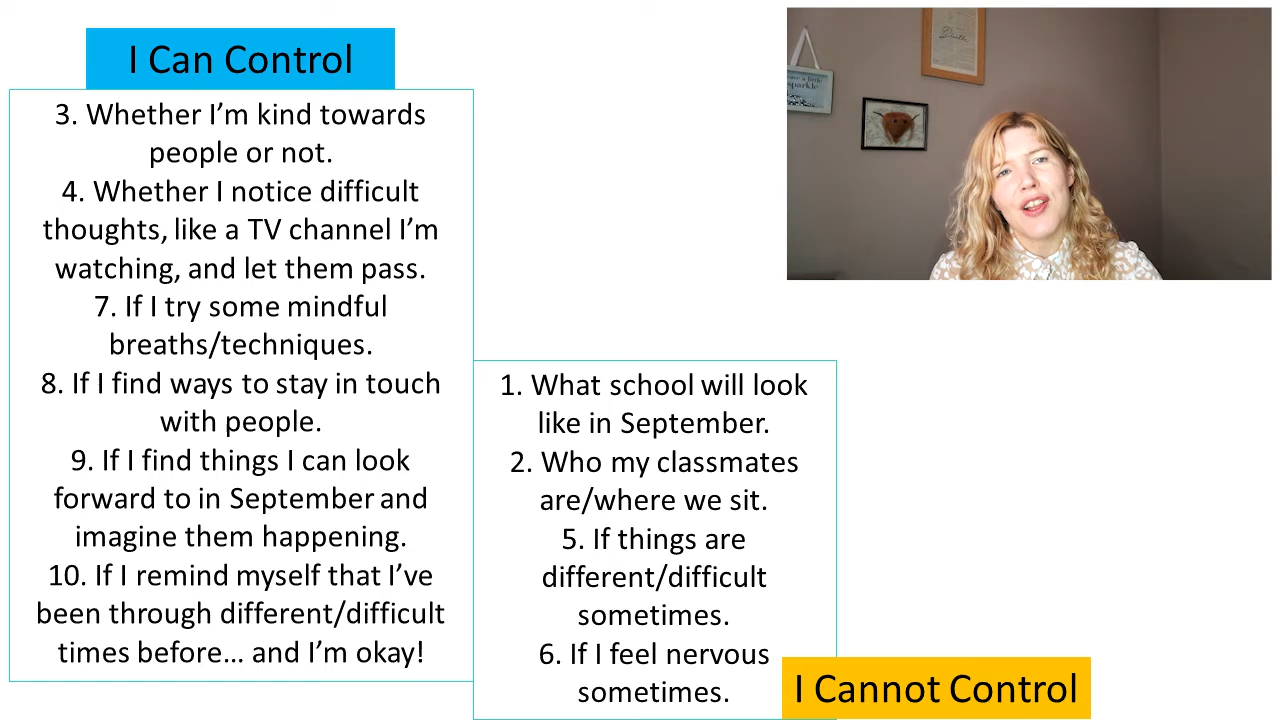 I Can Control
3. Whether I’m kind towards
people or not.
4. Whether I notice difficult
thoughts, like a TV channel I’m
watching, and let them pass.
7. If I try some mindful
breaths/techniques.
8. If I find ways to stay in touch
with people.
9. If I find things I can look
forward to in September and
imagine them happening.
10. If I remind myself that I’ve
been through different/difficult
times before… and I’m okay!
1. What school will look
like in September.
2. Who my classmates
are/where we sit.
5. If things are
different/difficult
sometimes.
6. If I feel nervous
sometimes.
I Cannot Control
a little
sparkle